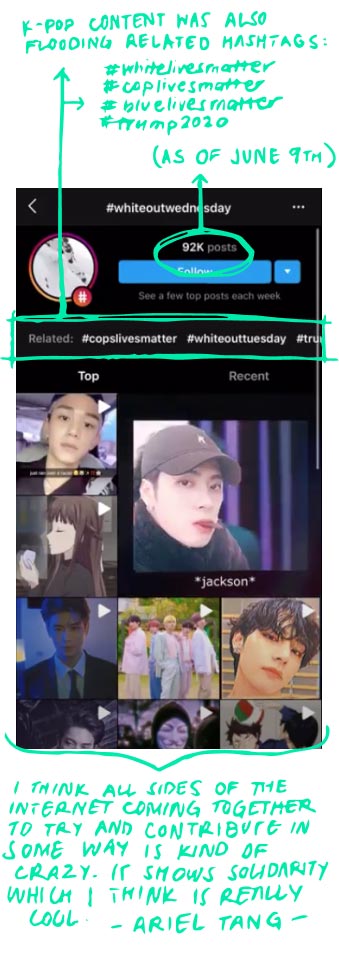 K-POP CONTENT WAS ALSO
FLOODING RELATED HASHTAGS:
#whitelivesmatter
#coplivesmatter
#bluelivesmatter
#trump2020
(AS OF JUNE 9TH)
#whiteoutwednesday
92K posts
Follow
See a few top posts each week
#
Related: #copslivesmatter #whiteouttuesday #tru
Top Recent
just ran over a racist
*jackson*
I THINK ALL SIDES OF THE
INTERNET COMING TOGETHER
TO TRY AND CONTRIBUTE IN
SOME WAY IS KIND OF
CRAZY. IT SHOWS SOLIDARITY
WHICH I THINK IS REALLY
COOL. - ARIEL TANG -